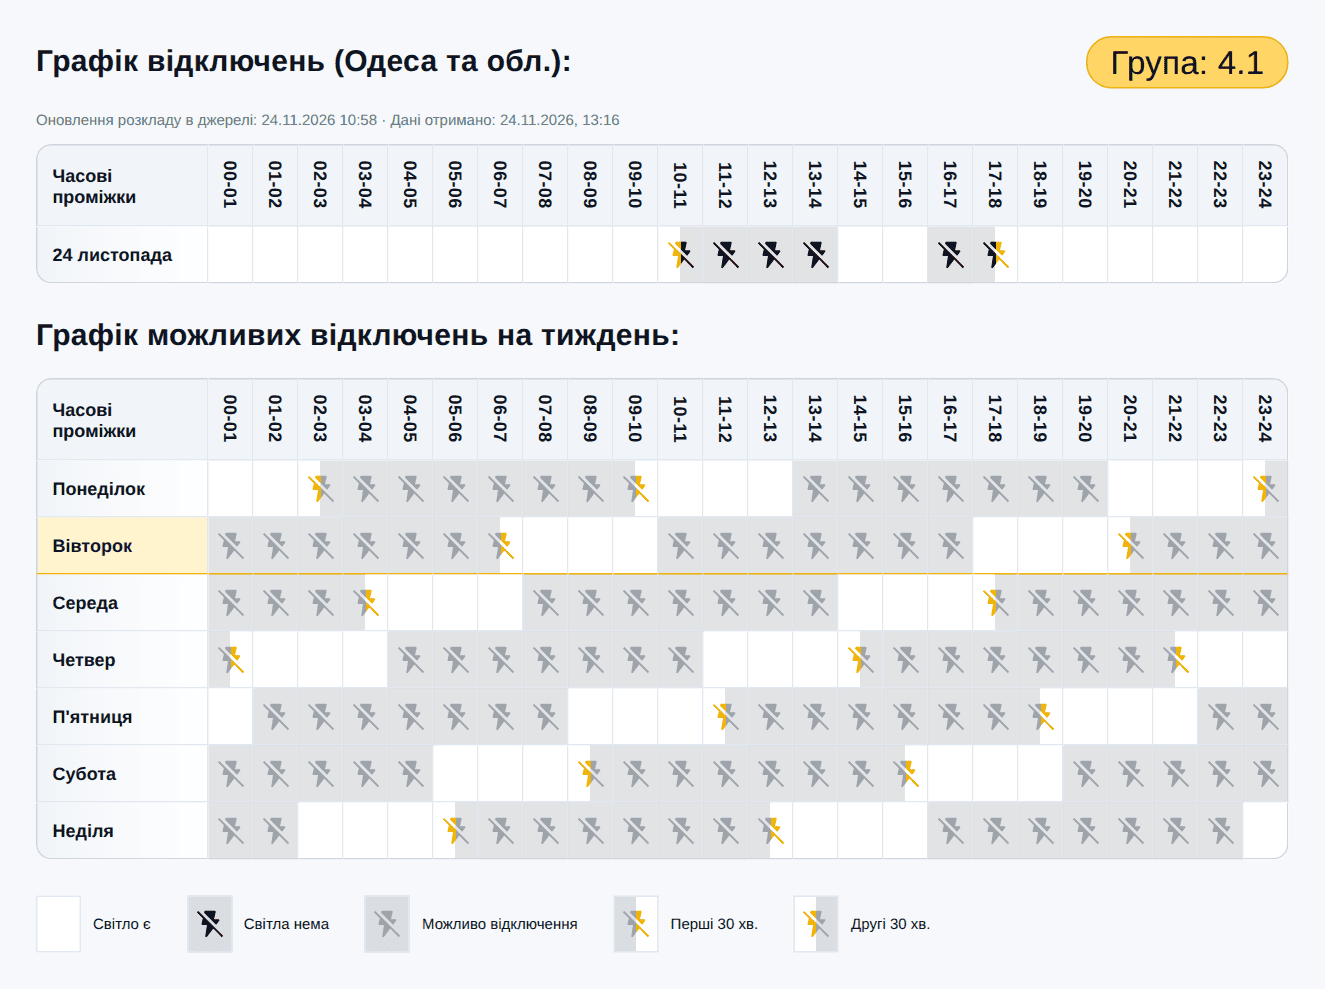 Графік відключень (Одеса та обл.):
Група: 4.1
Оновлення розкладу в джерелі: 24.11.2026 10:58 · Дані отримано: 24.11.2026, 13:16
Часові
проміжки
00-01 01-02 02-03 03-04 04-05 05-06 06-07 07-08 08-09 09-10 10-11 11-12 12-13 13-14 14-15 15-16 16-17 17-18 18-19 19-20 20-21 21-22 22-23 23-24
24 листопада
Графік можливих відключень на тиждень:
Часові
проміжки
00-01 01-02 02-03 03-04 04-05 05-06 06-07 07-08 08-09 09-10 10-11 11-12 12-13 13-14 14-15 15-16 16-17 17-18 18-19 19-20 20-21 21-22 22-23 23-24
Понеділок
Вівторок
Середа
Четвер
П'ятниця
Субота
Неділя
Світло є Світла нема Можливо відключення Перші 30 хв. Другі 30 хв.